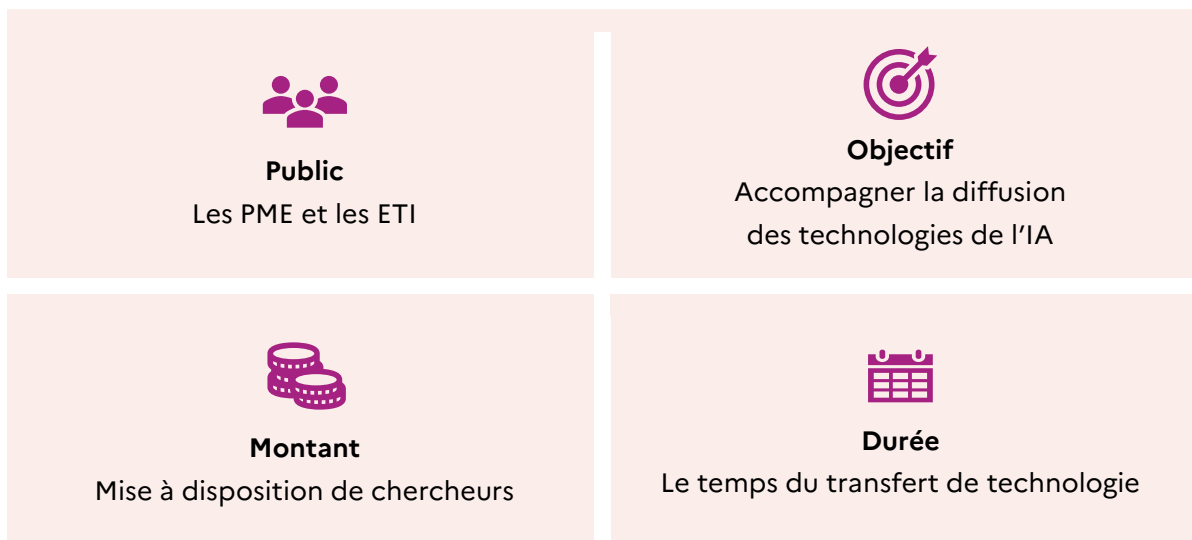 Public
Les PME et les ETI
Objectif
Accompagner la diffusion
des technologies de l’IA
Montant
Mise à disposition de chercheurs
Durée
Le temps du transfert de technologie